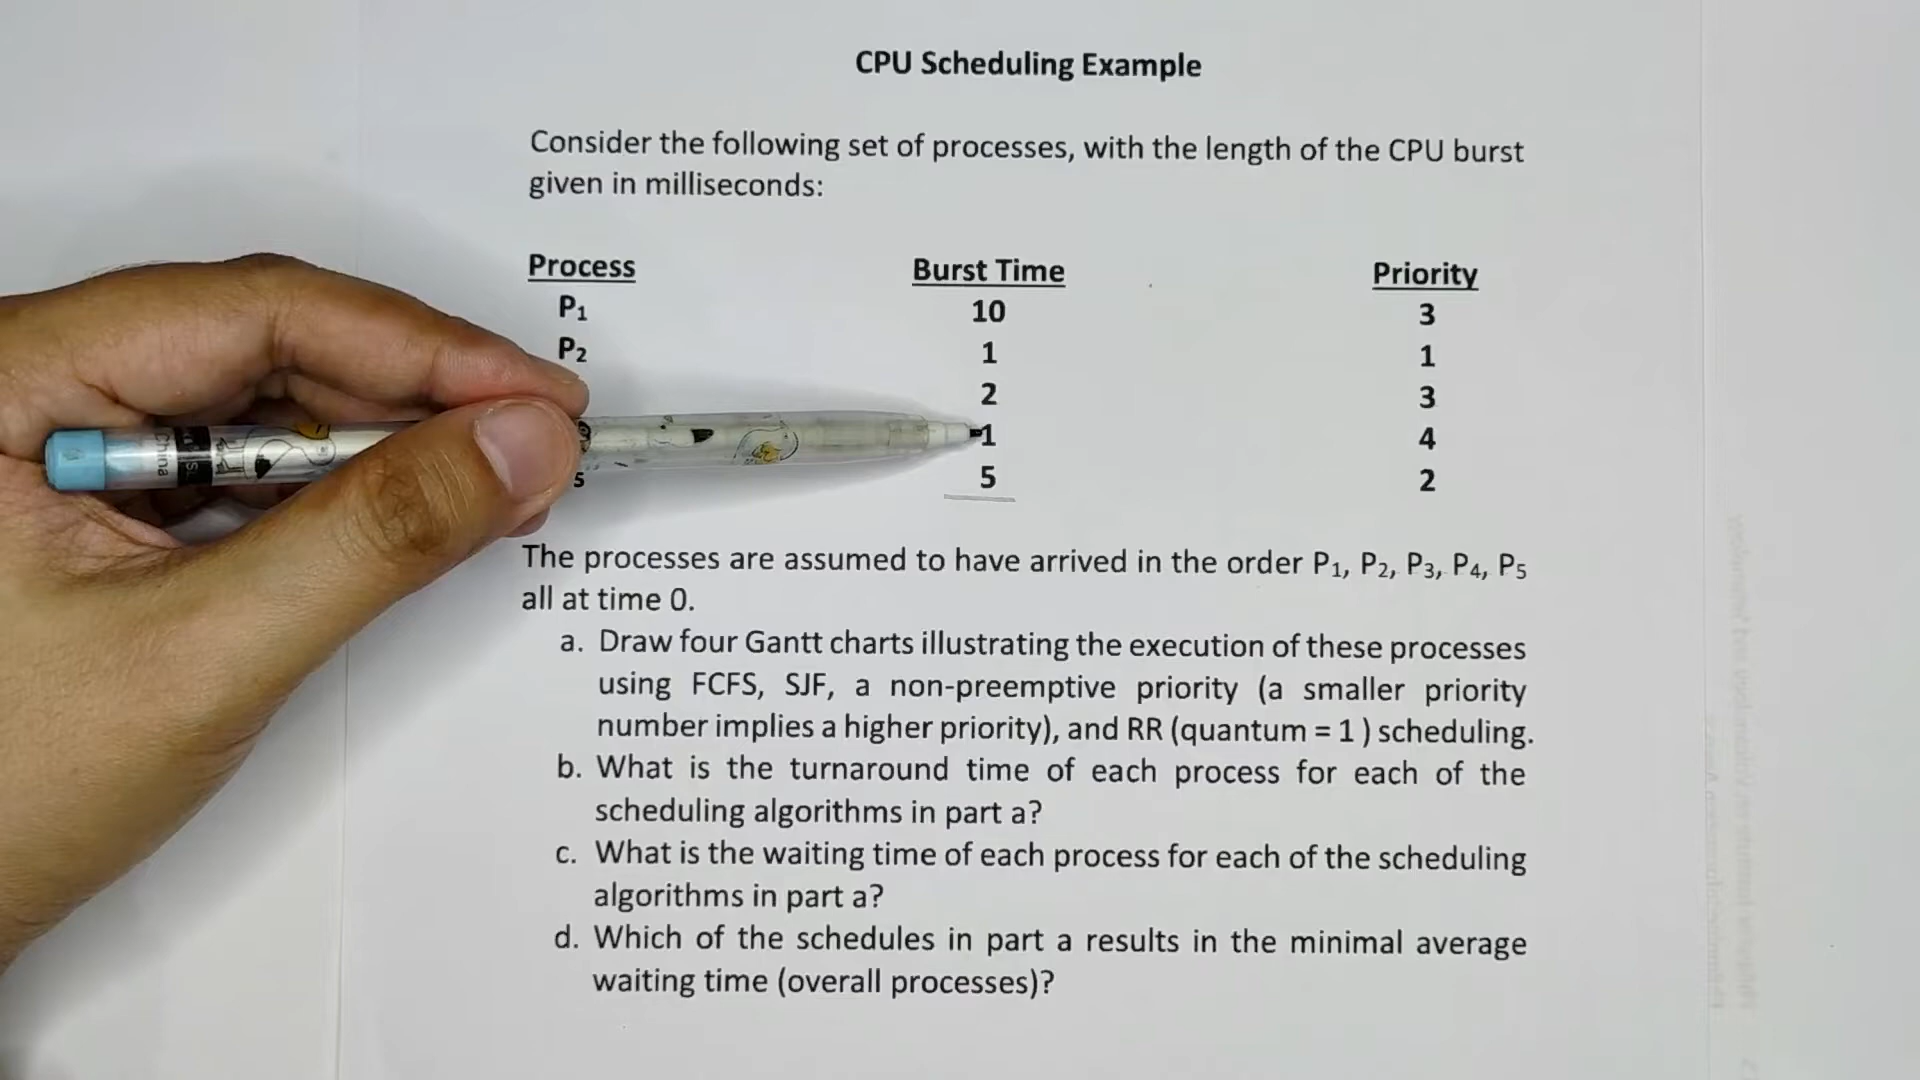 CPU Scheduling Example
Consider the following set of processes, with the length of the CPU burst
given in milliseconds:
Process Burst Time Priority
P1 10 3
P2 1 1
2 3
1 4
5 5 2
The processes are assumed to have arrived in the order P1, P2, P3, P4, P5
all at time 0.
a. Draw four Gantt charts illustrating the execution of these processes
using FCFS, SJF, a non-preemptive priority (a smaller priority
number implies a higher priority), and RR (quantum = 1 ) scheduling.
b. What is the turnaround time of each process for each of the
scheduling algorithms in part a?
c. What is the waiting time of each process for each of the scheduling
algorithms in part a?
d. Which of the schedules in part a results in the minimal average
waiting time (overall processes)?
China